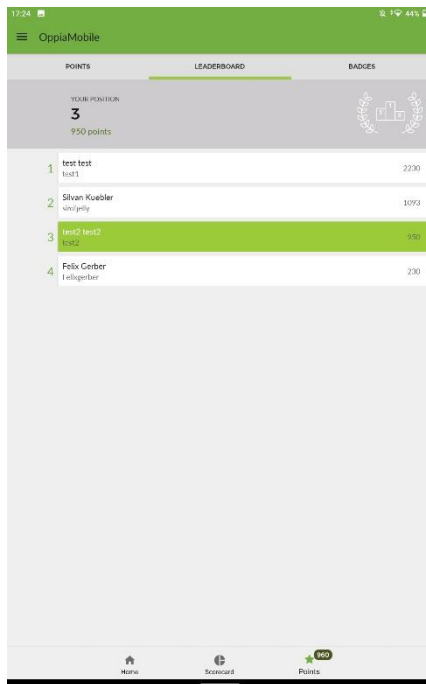 17:24 44%
OppiaMobile
POINTS LEADERBOARD BADGES
YOUR POSITION
3
950 points
1 test test 2230
test1
2 Silvan Kuebler 1093
3 test2 test2 950
test2
4 Felix Gerber 230
Felixgerber
960
Home Scorecard Points